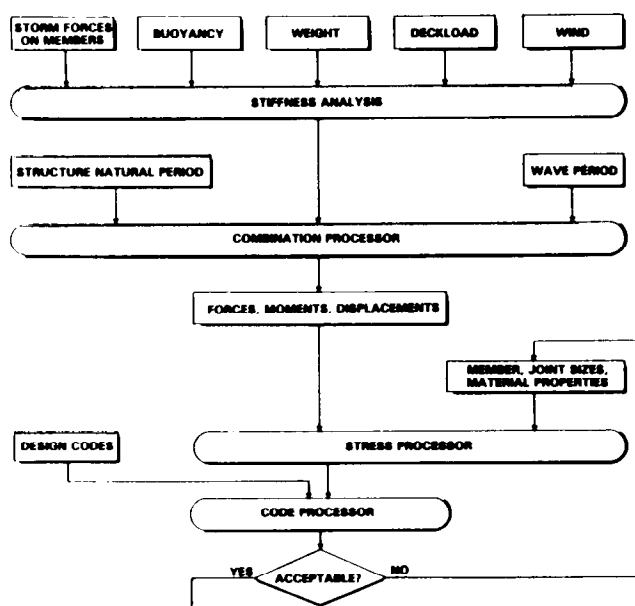 STORM FORCES
ON MEMBERS
BUOYANCY
WEIGHT
DECKLOAD
WIND
STIFFNESS ANALYSIS
STRUCTURE NATURAL PERIOD
WAVE PERIOD
COMBINATION PROCESSOR
FORCES, MOMENTS, DISPLACEMENTS
MEMBER, JOINT SIZES,
MATERIAL PROPERTIES
DESIGN CODES
STRESS PROCESSOR
CODE PROCESSOR
YES
ACCEPTABLE?
NO